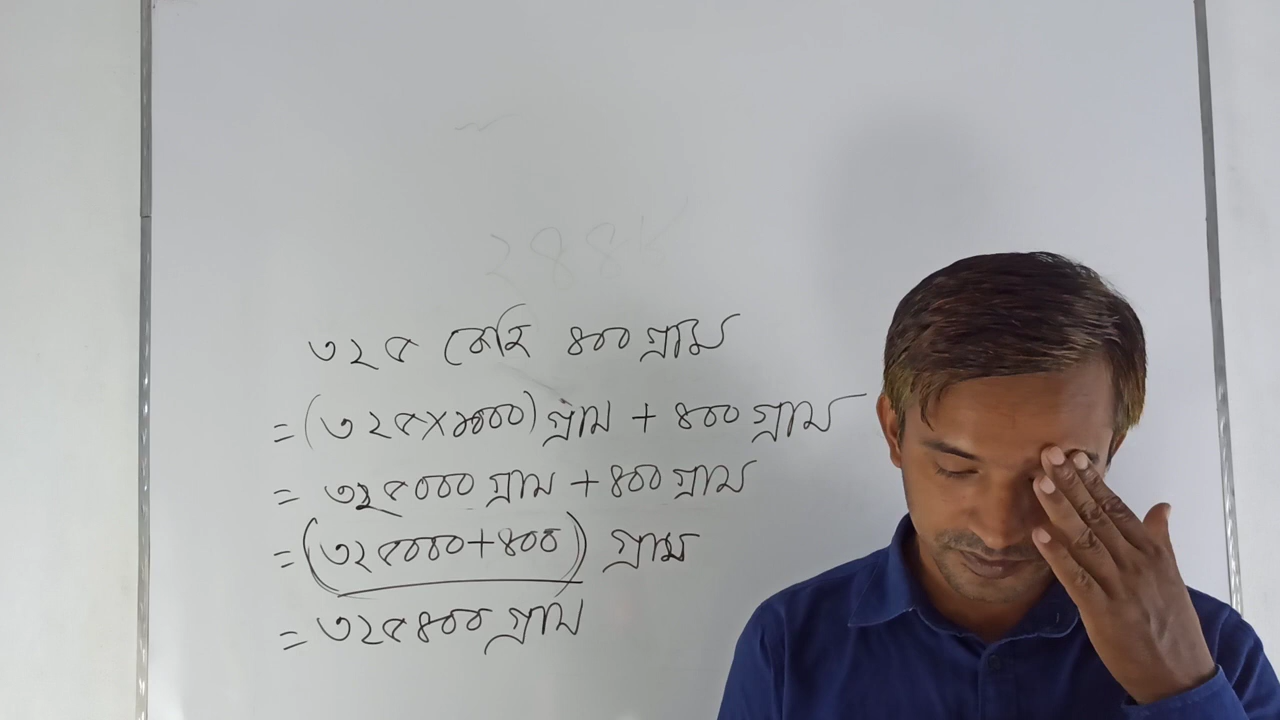 ৩২৫ কেজি ৪০০ গ্রাম
= (৩২৫×১০০০) গ্রাম + ৪০০ গ্রাম
= ৩২৫০০০ গ্রাম + ৪০০ গ্রাম
= (৩২৫০০০+৪০০) গ্রাম
= ৩২৫৪০০ গ্রাম